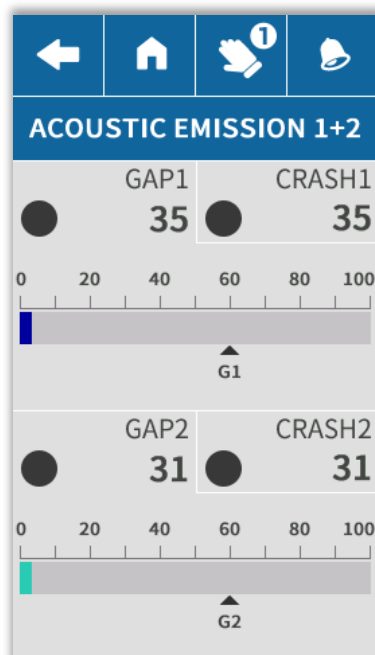 1
ACOUSTIC EMISSION 1+2
GAP1 CRASH1
35 35
0 20 40 60 80 100
G1
GAP2 CRASH2
31 31
0 20 40 60 80 100
G2